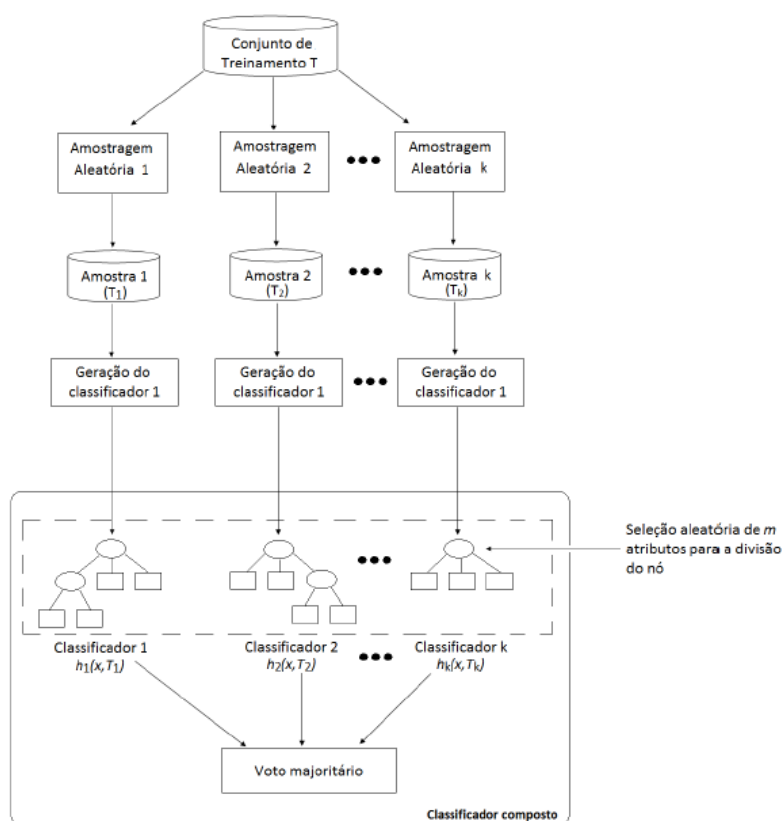 Conjunto de
Treinamento T
Amostragem
Aleatória 1
Amostragem
Aleatória 2
Amostragem
Aleatória k
Amostra 1
(T1)
Amostra 2
(T2)
Amostra k
(Tk)
Geração do
classificador 1
Geração do
classificador 1
Geração do
classificador 1
Seleção aleatória de m
atributos para a divisão
do nó
Classificador 1
h1(x,T1)
Classificador 2
h2(x,T2)
Classificador k
hk(x,Tk)
Voto majoritário
Classificador composto